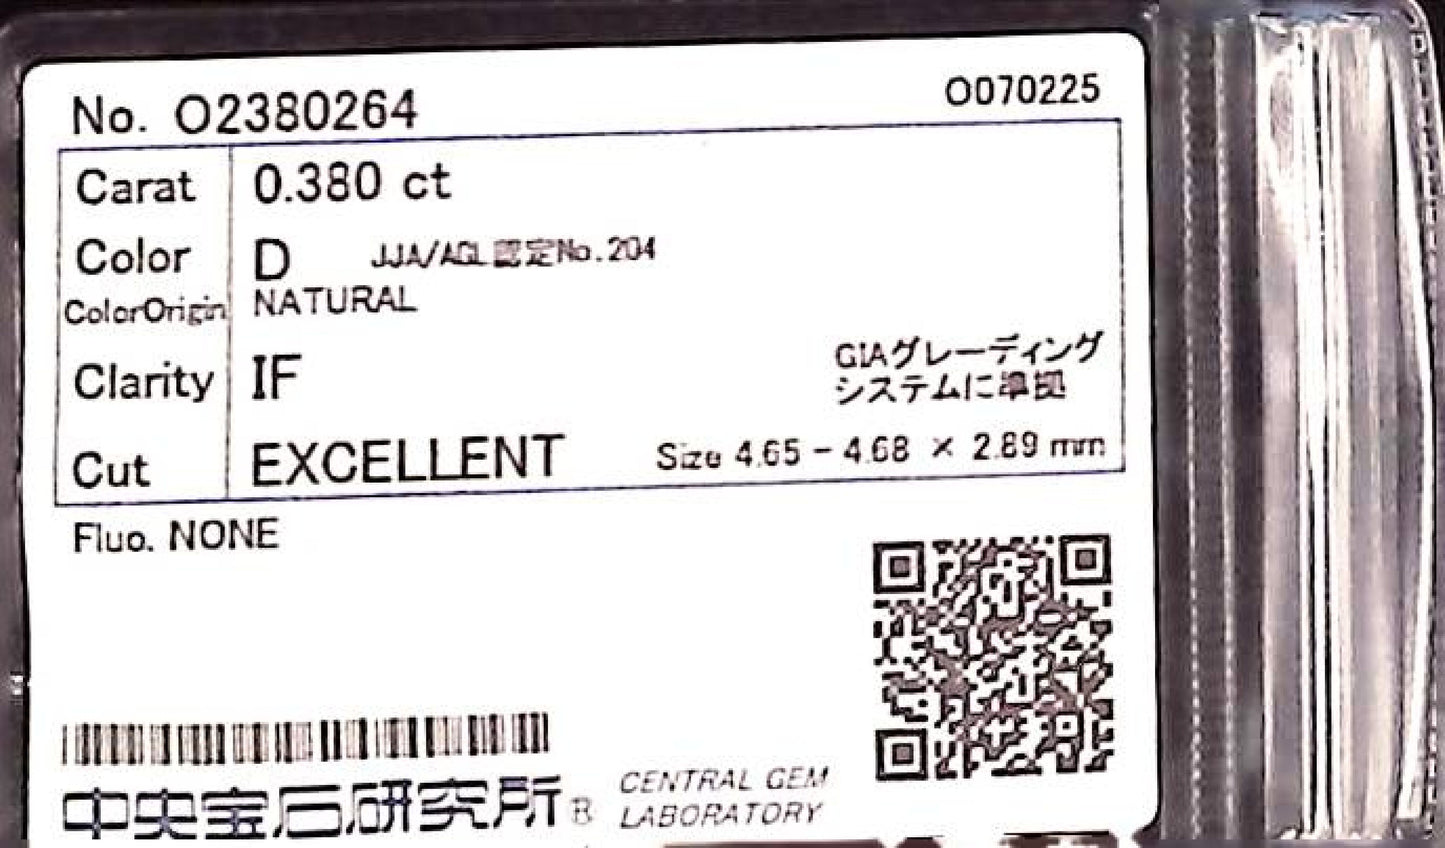 No. O2380264
O070225
Carat 0.380 ct
Color D JJA/AGL認定No.204
ColorOrigin NATURAL
Clarity IF
GIAグレーディング
システムに準拠
Cut EXCELLENT Size 4.65 - 4.68 × 2.89 mm
Fluo. NONE
中央宝石研究所® CENTRAL GEM
LABORATORY